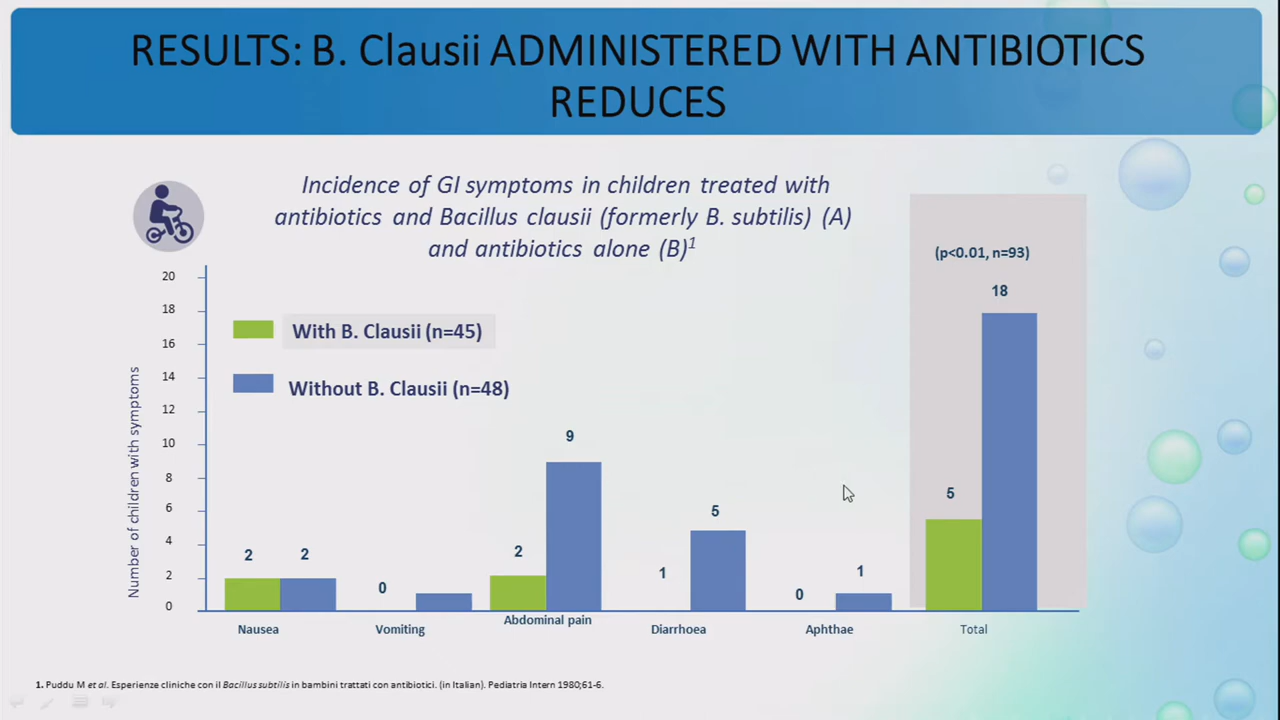 RESULTS: B. Clausii ADMINISTERED WITH ANTIBIOTICS
REDUCES
Incidence of GI symptoms in children treated with
antibiotics and Bacillus clausii (formerly B. subtilis) (A)
and antibiotics alone (B)1
(p<0.01, n=93)
Number of children with symptoms
20
18
16
14
12
10
8
6
4
2
0
With B. Clausii (n=45)
Without B. Clausii (n=48)
2
2
0
2
9
1
5
0
1
5
18
Nausea
Vomiting
Abdominal pain
Diarrhoea
Aphthae
Total
1. Puddu M et al. Esperienze cliniche con il Bacillus subtilis in bambini trattati con antibiotici. (in Italian). Pediatria Intern 1980;61-6.